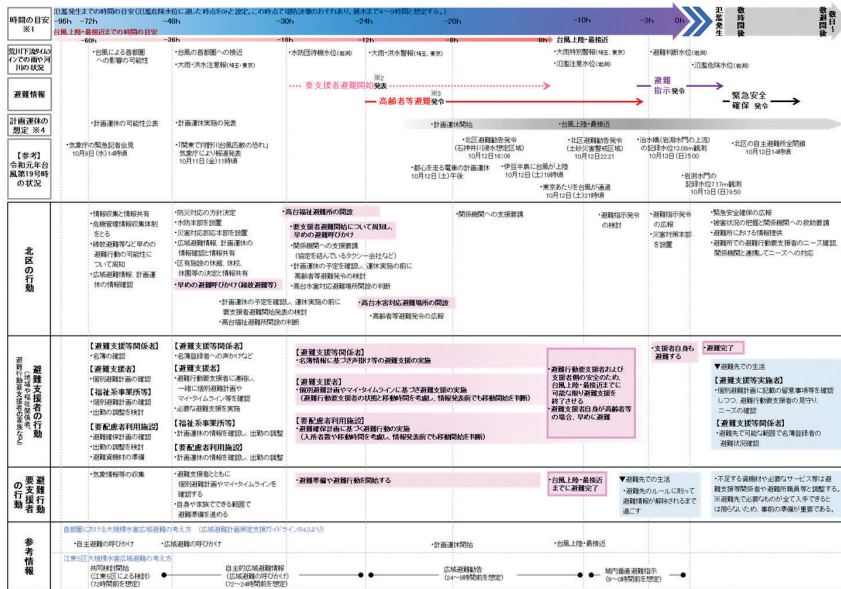 時間の目安
※1
氾濫発生までの時間の目安(氾濫危険水位に達した時点を0hと設定。この時点で堤防決壊のおそれあり。越水まで4～9時間と想定する。)
-96h
-72h
-48h
-24h
-10h
0h
氾濫発生
数時間後
数日～数週間後
台風上陸・最接近までの時間の目安
-60h
-36h
-18h
-12h
0h
台風上陸・最接近
荒川下流タイムラインでの雨や河川の状況
・台風による首都圏への影響の可能性
・台風の首都圏への接近
・大雨・洪水注意報(埼玉、東京)
・水防団待機水位(岩淵)
・大雨・洪水警報(埼玉、東京)
・大雨特別警報(埼玉、東京)
・氾濫注意水位(岩淵)
・避難判断水位(岩淵)
・氾濫危険水位(岩淵)
避難情報
要支援者避難開始発表
※2
高齢者等避難発令
※3
避難指示発令
緊急安全確保 発令
計画運休の想定 ※4
・計画運休の可能性公表
・計画運休実施の発表
・計画運休開始
・台風上陸・最接近
【参考】
令和元年台風第19号時の状況
・気象庁の緊急記者会見
10月9日(水)14時頃
・「関東で狩野川台風匹敵の恐れ」
気象庁により報道発表
10月11日(金)11時頃
・北区避難勧告発令
(石神井川浸水想定区域)
10月12日16:06
・都心を走る電車の計画運休
10月12日(土)午後
・伊豆半島に台風が上陸
10月12日(土)19時頃
・東京あたりを台風が通過
10月12日(土)21時頃
・北区避難勧告発令
(土砂災害警戒区域)
10月12日22:21
・治水橋(岩淵水門の上流)の記録水位13.09m観測
10月13日(日)5:00
・岩淵水門の記録水位7.17m観測
10月13日(日)9:50
・北区の自主避難所全閉鎖
10月13日14時頃
北区の行動
・情報収集と情報共有
・危機管理情報収集体制をとる
・縁故避難など早めの避難行動の可能性について周知
・広域避難情報、計画運休の情報確認
・防災対応の方針決定
・水防本部を設置
・災害対応応本部を設置
・広域避難情報、計画運休の情報確認と情報共有
・区有施設の休館、休校、休園等の決定と情報共有
・早めの避難呼びかけ(縁故避難等)
・計画運休の予定を確認し、運休実施の前に要支援者避難開始発表の検討
・高台福祉避難所開設の判断
・高台福祉避難所の開設
・要支援者避難開始について周知し、早めの避難呼びかけ
・関係機関への支援要請
(協定を結んでいるタクシー会社など)
・計画運休の予定を確認し、運休実施の前に高齢者等避難発令の検討
・高台水害対応避難場所開設の判断
・高台水害対応避難場所の開設
・高齢者等避難発令の広報
・関係機関への支援要請
・避難指示発令の検討
・避難指示発令の広報
・災害対策本部を設置
・緊急安全確保の広報
・被害状況の把握と関係機関への救助要請
・避難所における情報提供
・避難所での避難行動要支援者のニーズ確認、関係機関と連携してニーズへの対応
避難支援者の行動
(地域や福祉関係者、避難行動要支援者の家族など)
【避難支援等関係者】
・名簿の確認
【避難支援者】
・個別避難計画の確認
【福祉系事業所等】
・個別避難計画の確認
・出勤の調整を検討
【要配慮者利用施設】
・避難確保計画の確認
・出勤の調整を検討
・避難資機材の準備
【避難支援等関係者】
・名簿登録者への声かけなど
【避難支援者】
・避難行動要支援者に連絡し、一緒に個別避難計画やマイ・タイムライン等を確認
・必要な避難支援を実施
【福祉系事業所等】
・計画運休の情報を確認し、出勤の調整
【要配慮者利用施設】
・計画運休の情報を確認し、出勤の調整
【避難支援等関係者】
・名簿情報に基づき声掛け等の避難支援の実施
【避難支援者】
・個別避難計画やマイ・タイムラインに基づき避難支援の実施
(避難行動要支援者の状態と移動時間を考慮し、情報発表前でも移動開始を判断)
【要配慮者利用施設】
・避難確保計画に基づく避難行動の実施
(入所者数や移動時間を考慮し、情報発表前でも移動開始を判断)
・避難行動要支援者および支援者側の安全のため、台風上陸・最接近までに可能な限り避難支援を終了させる
・避難支援者自身が高齢者等の場合、早めに避難
・支援者自身も避難する
・避難完了
▼避難先での生活
【避難支援等実施者】
・個別避難計画に記載の留意事項等を確認しつつ、避難行動要支援者の見守り、ニーズの確認
【避難支援等関係者】
・避難先で可能な範囲で名簿登録者の避難状況確認
避難行動要支援者の行動
・気象情報等の収集
・避難支援者とともに個別避難計画やマイタイムラインを確認する
・自身や家族でできる範囲で避難準備を進める
・避難準備や避難行動を開始する
・台風上陸・最接近までに避難完了
▼避難先での生活
・避難先のルールに則って避難情報が解除されるまで過ごす
・不足する資機材や必要なサービス等は避難支援等関係者や避難所職員等と調整する。
※避難先で必要なものが全て入手できるとは限らないため、事前の準備が重要である。
参考情報
首都圏における大規模水害広域避難の考え方 (広域避難計画策定支援ガイドラインR4.3より)
・自主避難の呼びかけ
・広域避難の呼びかけ
・計画運休開始
・台風上陸・最接近
江東5区大規模水害広域避難の考え方
共同検討開始
(江東5区による検討)
(72時間前を想定)
自主的広域避難情報
(広域避難の呼びかけ)
(72～24時間前を想定)
広域避難勧告
(24～9時間前を想定)
域内垂直避難指示
(9～0時間前を想定)